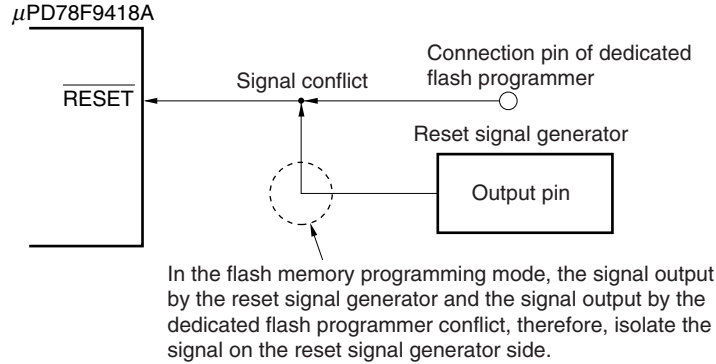 μPD78F9418A
Connection pin of dedicated
flash programmer
Signal conflict
RESET
Reset signal generator
Output pin
In the flash memory programming mode, the signal output
by the reset signal generator and the signal output by the
dedicated flash programmer conflict, therefore, isolate the
signal on the reset signal generator side.